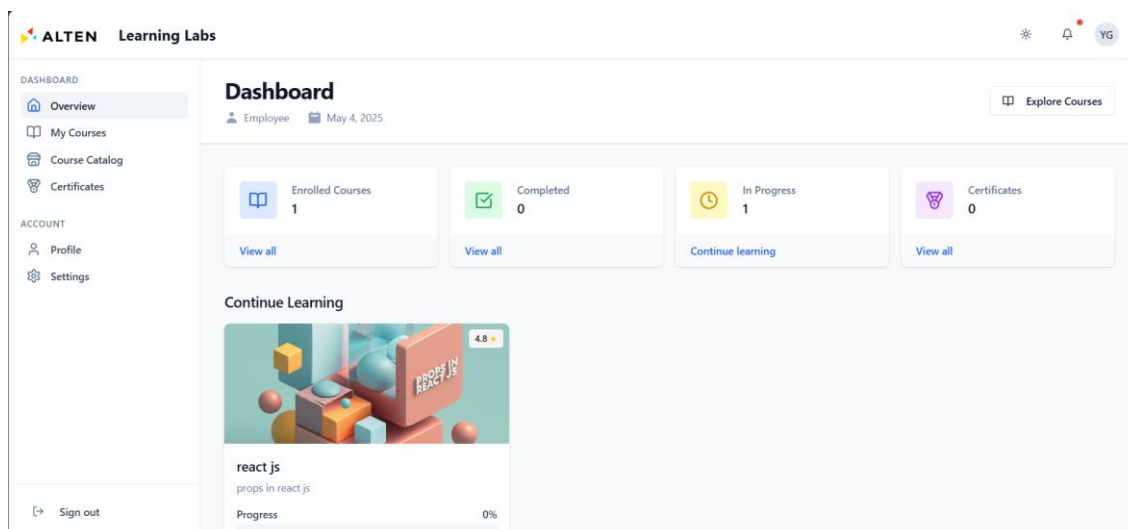 ALTEN Learning Labs
YG
DASHBOARD
Overview
My Courses
Course Catalog
Certificates
ACCOUNT
Profile
Settings
Sign out
Dashboard
Employee May 4, 2025
Explore Courses
Enrolled Courses
1
View all
Completed
0
View all
In Progress
1
Continue learning
Certificates
0
View all
Continue Learning
4.8
PROPS IN
REACT JS
react js
props in react js
Progress 0%